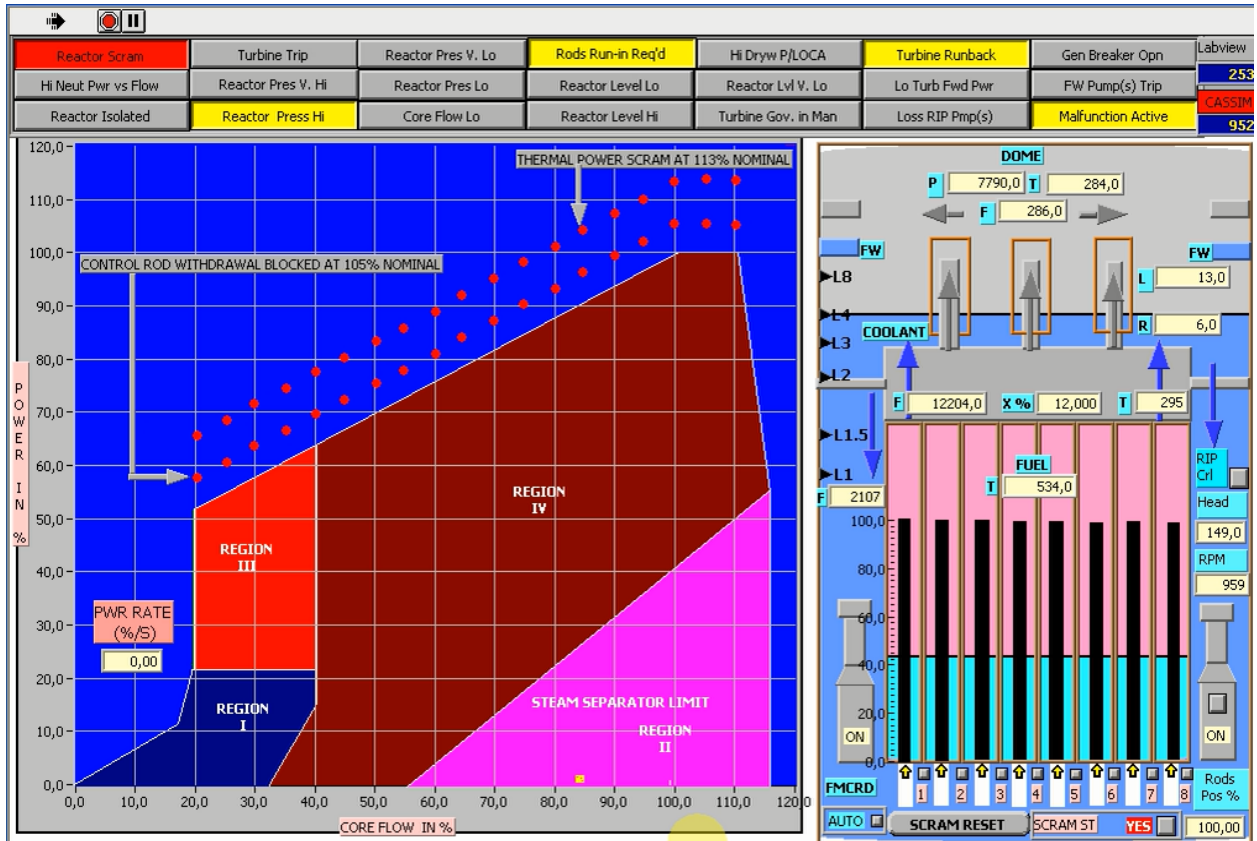 Reactor Scram
Turbine Trip
Reactor Pres V. Lo
Rods Run-in Req'd
Hi Dryw P/LOCA
Turbine Runback
Gen Breaker Opn
Labview
Hi Neut Pwr vs Flow
Reactor Pres V. Hi
Reactor Pres Lo
Reactor Level Lo
Reactor Lvl V. Lo
Lo Turb Fwd Pwr
FW Pump(s) Trip
253
Reactor Isolated
Reactor Press Hi
Core Flow Lo
Reactor Level Hi
Turbine Gov. in Man
Loss RIP Pmp(s)
Malfunction Active
CASSIM
952
120,0
110,0
100,0
90,0
80,0
70,0
60,0
50,0
40,0
30,0
20,0
10,0
0,0
POWER IN %
THERMAL POWER SCRAM AT 113% NOMINAL
CONTROL ROD WITHDRAWAL BLOCKED AT 105% NOMINAL
REGION
IV
REGION
III
PWR RATE
(%/S)
0,00
REGION
I
STEAM SEPARATOR LIMIT
REGION
II
0,0 10,0 20,0 30,0 40,0 50,0 60,0 70,0 80,0 90,0 100,0 110,0 120,0
CORE FLOW IN %
DOME
P 7790,0 T 284,0
F 286,0
FW
FW
L8
L 13,0
L4
R 6,0
COOLANT
L3
L2
F 12204,0 X % 12,000 T 295
L1.5
L1
FUEL
T 534,0
RIP
Crl
F 2107
Head
149,0
RPM
959
100,0
80,0
60,0
40,0
20,0
0,0
ON
ON
FMCRD
1 2 3 4 5 6 7 8
Rods
Pos %
AUTO
SCRAM RESET
SCRAM ST YES
100,00